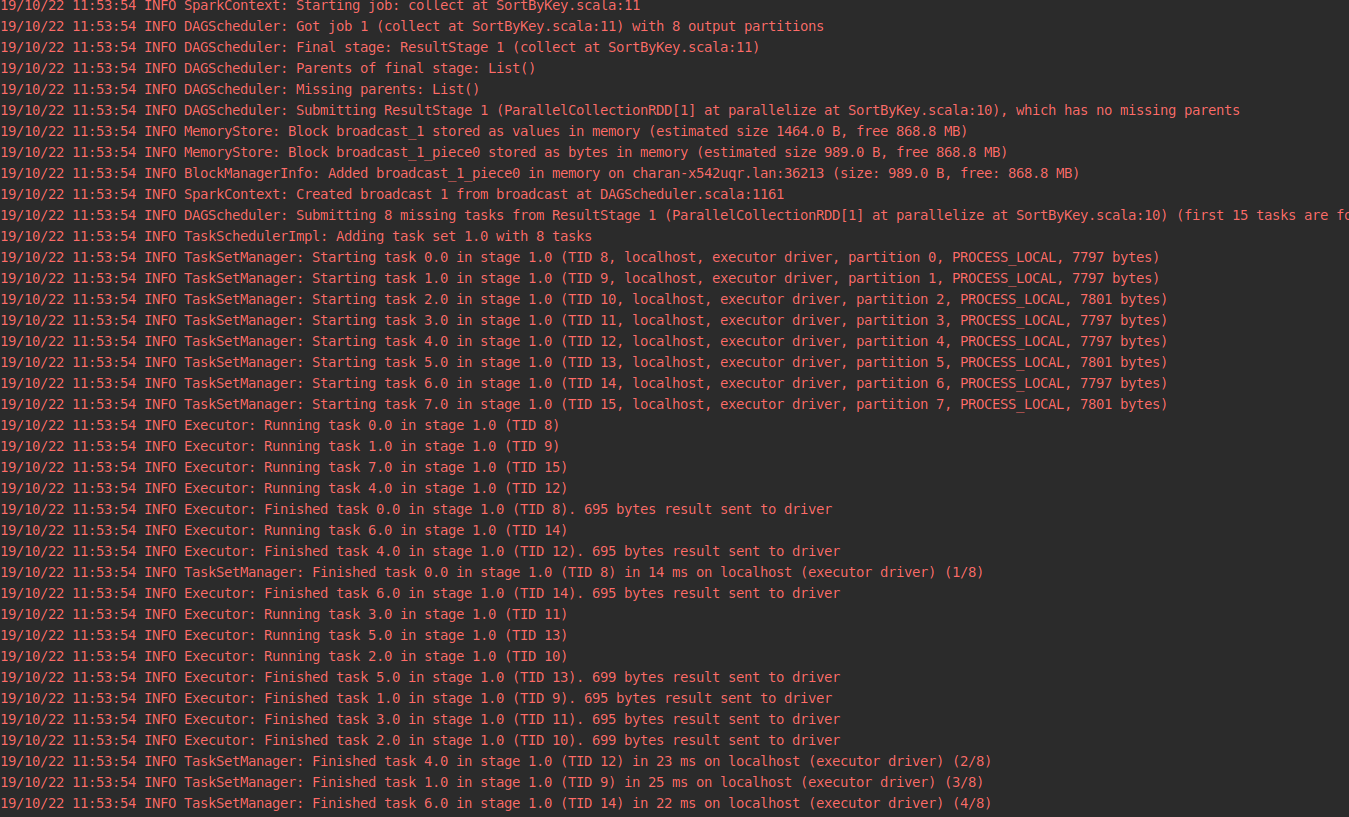 19/10/22 11:53:54 INFO SparkContext: Starting job: collect at SortByKey.scala:11
19/10/22 11:53:54 INFO DAGScheduler: Got job 1 (collect at SortByKey.scala:11) with 8 output partitions
19/10/22 11:53:54 INFO DAGScheduler: Final stage: ResultStage 1 (collect at SortByKey.scala:11)
19/10/22 11:53:54 INFO DAGScheduler: Parents of final stage: List()
19/10/22 11:53:54 INFO DAGScheduler: Missing parents: List()
19/10/22 11:53:54 INFO DAGScheduler: Submitting ResultStage 1 (ParallelCollectionRDD[1] at parallelize at SortByKey.scala:10), which has no missing parents
19/10/22 11:53:54 INFO MemoryStore: Block broadcast_1 stored as values in memory (estimated size 1464.0 B, free 868.8 MB)
19/10/22 11:53:54 INFO MemoryStore: Block broadcast_1_piece0 stored as bytes in memory (estimated size 989.0 B, free 868.8 MB)
19/10/22 11:53:54 INFO BlockManagerInfo: Added broadcast_1_piece0 in memory on charan-x542uqr.lan:36213 (size: 989.0 B, free: 868.8 MB)
19/10/22 11:53:54 INFO SparkContext: Created broadcast 1 from broadcast at DAGScheduler.scala:1161
19/10/22 11:53:54 INFO DAGScheduler: Submitting 8 missing tasks from ResultStage 1 (ParallelCollectionRDD[1] at parallelize at SortByKey.scala:10) (first 15 tasks are
19/10/22 11:53:54 INFO TaskSchedulerImpl: Adding task set 1.0 with 8 tasks
19/10/22 11:53:54 INFO TaskSetManager: Starting task 0.0 in stage 1.0 (TID 8, localhost, executor driver, partition 0, PROCESS_LOCAL, 7797 bytes)
19/10/22 11:53:54 INFO TaskSetManager: Starting task 1.0 in stage 1.0 (TID 9, localhost, executor driver, partition 1, PROCESS_LOCAL, 7797 bytes)
19/10/22 11:53:54 INFO TaskSetManager: Starting task 2.0 in stage 1.0 (TID 10, localhost, executor driver, partition 2, PROCESS_LOCAL, 7801 bytes)
19/10/22 11:53:54 INFO TaskSetManager: Starting task 3.0 in stage 1.0 (TID 11, localhost, executor driver, partition 3, PROCESS_LOCAL, 7797 bytes)
19/10/22 11:53:54 INFO TaskSetManager: Starting task 4.0 in stage 1.0 (TID 12, localhost, executor driver, partition 4, PROCESS_LOCAL, 7797 bytes)
19/10/22 11:53:54 INFO TaskSetManager: Starting task 5.0 in stage 1.0 (TID 13, localhost, executor driver, partition 5, PROCESS_LOCAL, 7801 bytes)
19/10/22 11:53:54 INFO TaskSetManager: Starting task 6.0 in stage 1.0 (TID 14, localhost, executor driver, partition 6, PROCESS_LOCAL, 7797 bytes)
19/10/22 11:53:54 INFO TaskSetManager: Starting task 7.0 in stage 1.0 (TID 15, localhost, executor driver, partition 7, PROCESS_LOCAL, 7801 bytes)
19/10/22 11:53:54 INFO Executor: Running task 0.0 in stage 1.0 (TID 8)
19/10/22 11:53:54 INFO Executor: Running task 1.0 in stage 1.0 (TID 9)
19/10/22 11:53:54 INFO Executor: Running task 7.0 in stage 1.0 (TID 15)
19/10/22 11:53:54 INFO Executor: Running task 4.0 in stage 1.0 (TID 12)
19/10/22 11:53:54 INFO Executor: Finished task 0.0 in stage 1.0 (TID 8). 695 bytes result sent to driver
19/10/22 11:53:54 INFO Executor: Running task 6.0 in stage 1.0 (TID 14)
19/10/22 11:53:54 INFO Executor: Finished task 4.0 in stage 1.0 (TID 12). 695 bytes result sent to driver
19/10/22 11:53:54 INFO TaskSetManager: Finished task 0.0 in stage 1.0 (TID 8) in 14 ms on localhost (executor driver) (1/8)
19/10/22 11:53:54 INFO Executor: Finished task 6.0 in stage 1.0 (TID 14). 695 bytes result sent to driver
19/10/22 11:53:54 INFO Executor: Running task 3.0 in stage 1.0 (TID 11)
19/10/22 11:53:54 INFO Executor: Running task 5.0 in stage 1.0 (TID 13)
19/10/22 11:53:54 INFO Executor: Running task 2.0 in stage 1.0 (TID 10)
19/10/22 11:53:54 INFO Executor: Finished task 5.0 in stage 1.0 (TID 13). 699 bytes result sent to driver
19/10/22 11:53:54 INFO Executor: Finished task 1.0 in stage 1.0 (TID 9). 695 bytes result sent to driver
19/10/22 11:53:54 INFO Executor: Finished task 3.0 in stage 1.0 (TID 11). 695 bytes result sent to driver
19/10/22 11:53:54 INFO Executor: Finished task 2.0 in stage 1.0 (TID 10). 699 bytes result sent to driver
19/10/22 11:53:54 INFO TaskSetManager: Finished task 4.0 in stage 1.0 (TID 12) in 23 ms on localhost (executor driver) (2/8)
19/10/22 11:53:54 INFO TaskSetManager: Finished task 1.0 in stage 1.0 (TID 9) in 25 ms on localhost (executor driver) (3/8)
19/10/22 11:53:54 INFO TaskSetManager: Finished task 6.0 in stage 1.0 (TID 14) in 22 ms on localhost (executor driver) (4/8)